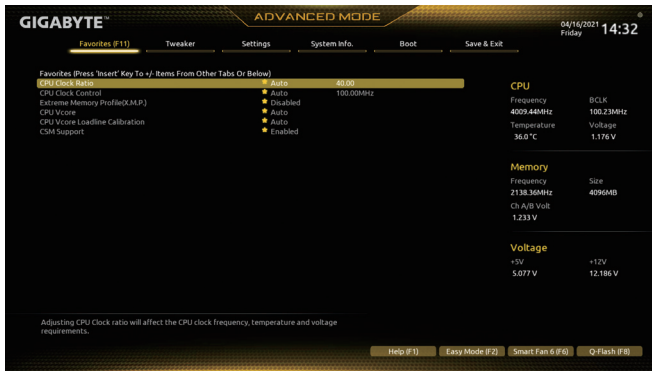 GIGABYTE™
ADVANCED MODE
04/16/2021
Friday
14:32
Favorites (F11) Tweaker Settings System Info. Boot Save & Exit
Favorites (Press 'Insert' Key To +/- Items From Other Tabs Or Below)
CPU Clock Ratio Auto 40.00
CPU Clock Control Auto 100.00MHz
Extreme Memory Profile(X.M.P.) Disabled
CPU Vcore Auto
CPU Vcore Loadline Calibration Auto
CSM Support Enabled
CPU
Frequency BCLK
4009.44MHz 100.23MHz
Temperature Voltage
36.0 °C 1.176 V
Memory
Frequency Size
2138.36MHz 4096MB
Ch A/B Volt
1.233 V
Voltage
+5V +12V
5.077 V 12.186 V
Adjusting CPU Clock ratio will affect the CPU clock frequency, temperature and voltage
requirements.
Help (F1) Easy Mode (F2) Smart Fan 6 (F6) Q-Flash (F8)